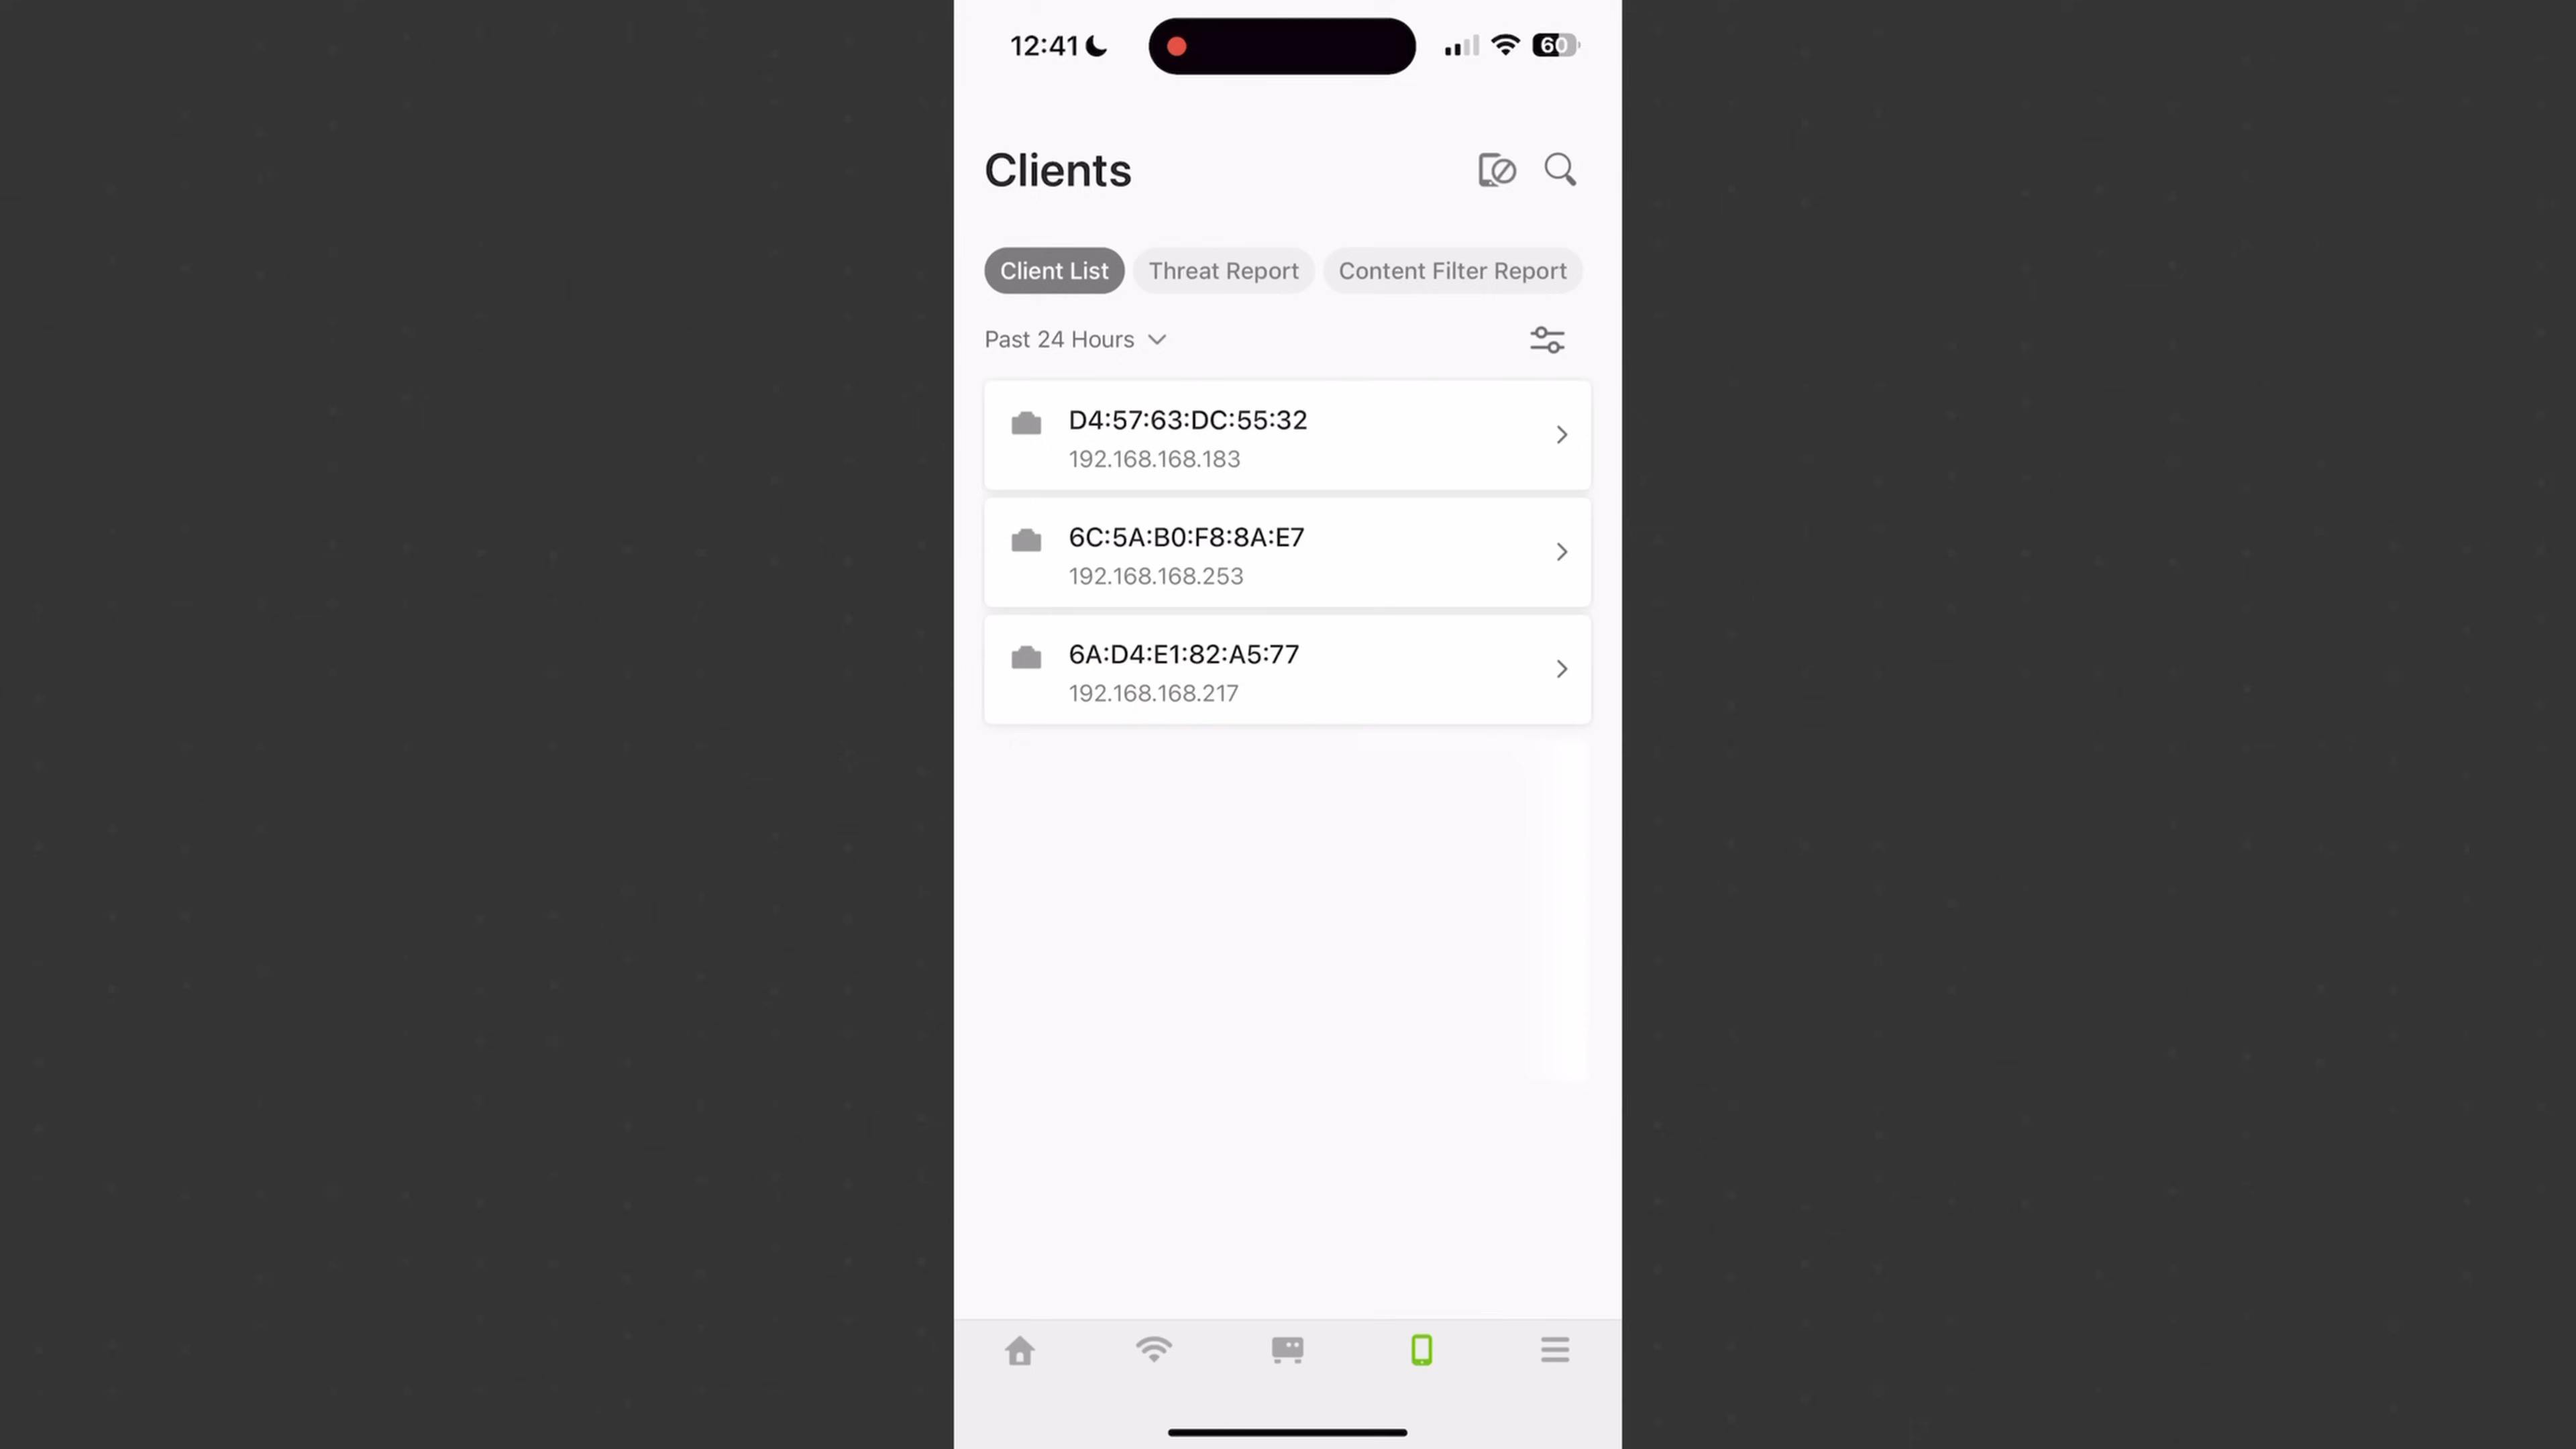 12:41
60
Clients
Client List
Threat Report
Content Filter Report
Past 24 Hours
D4:57:63:DC:55:32
192.168.168.183
6C:5A:B0:F8:8A:E7
192.168.168.253
6A:D4:E1:82:A5:77
192.168.168.217